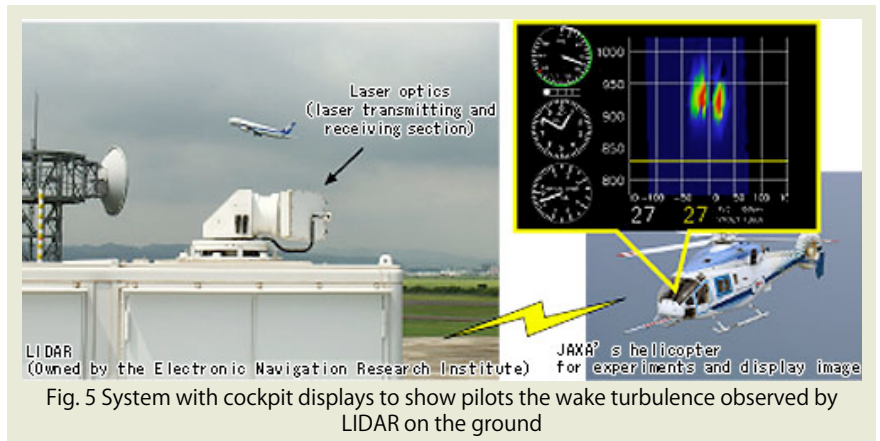 Laser optics
(laser transmitting and
receiving section)
LIDAR
(Owned by the Electronic Navigation Research Institute)
1000
950
900
850
800
-100 -50 0 50 100
27 27
JAXA's helicopter
for experiments and display image
Fig. 5 System with cockpit displays to show pilots the wake turbulence observed by
LIDAR on the ground